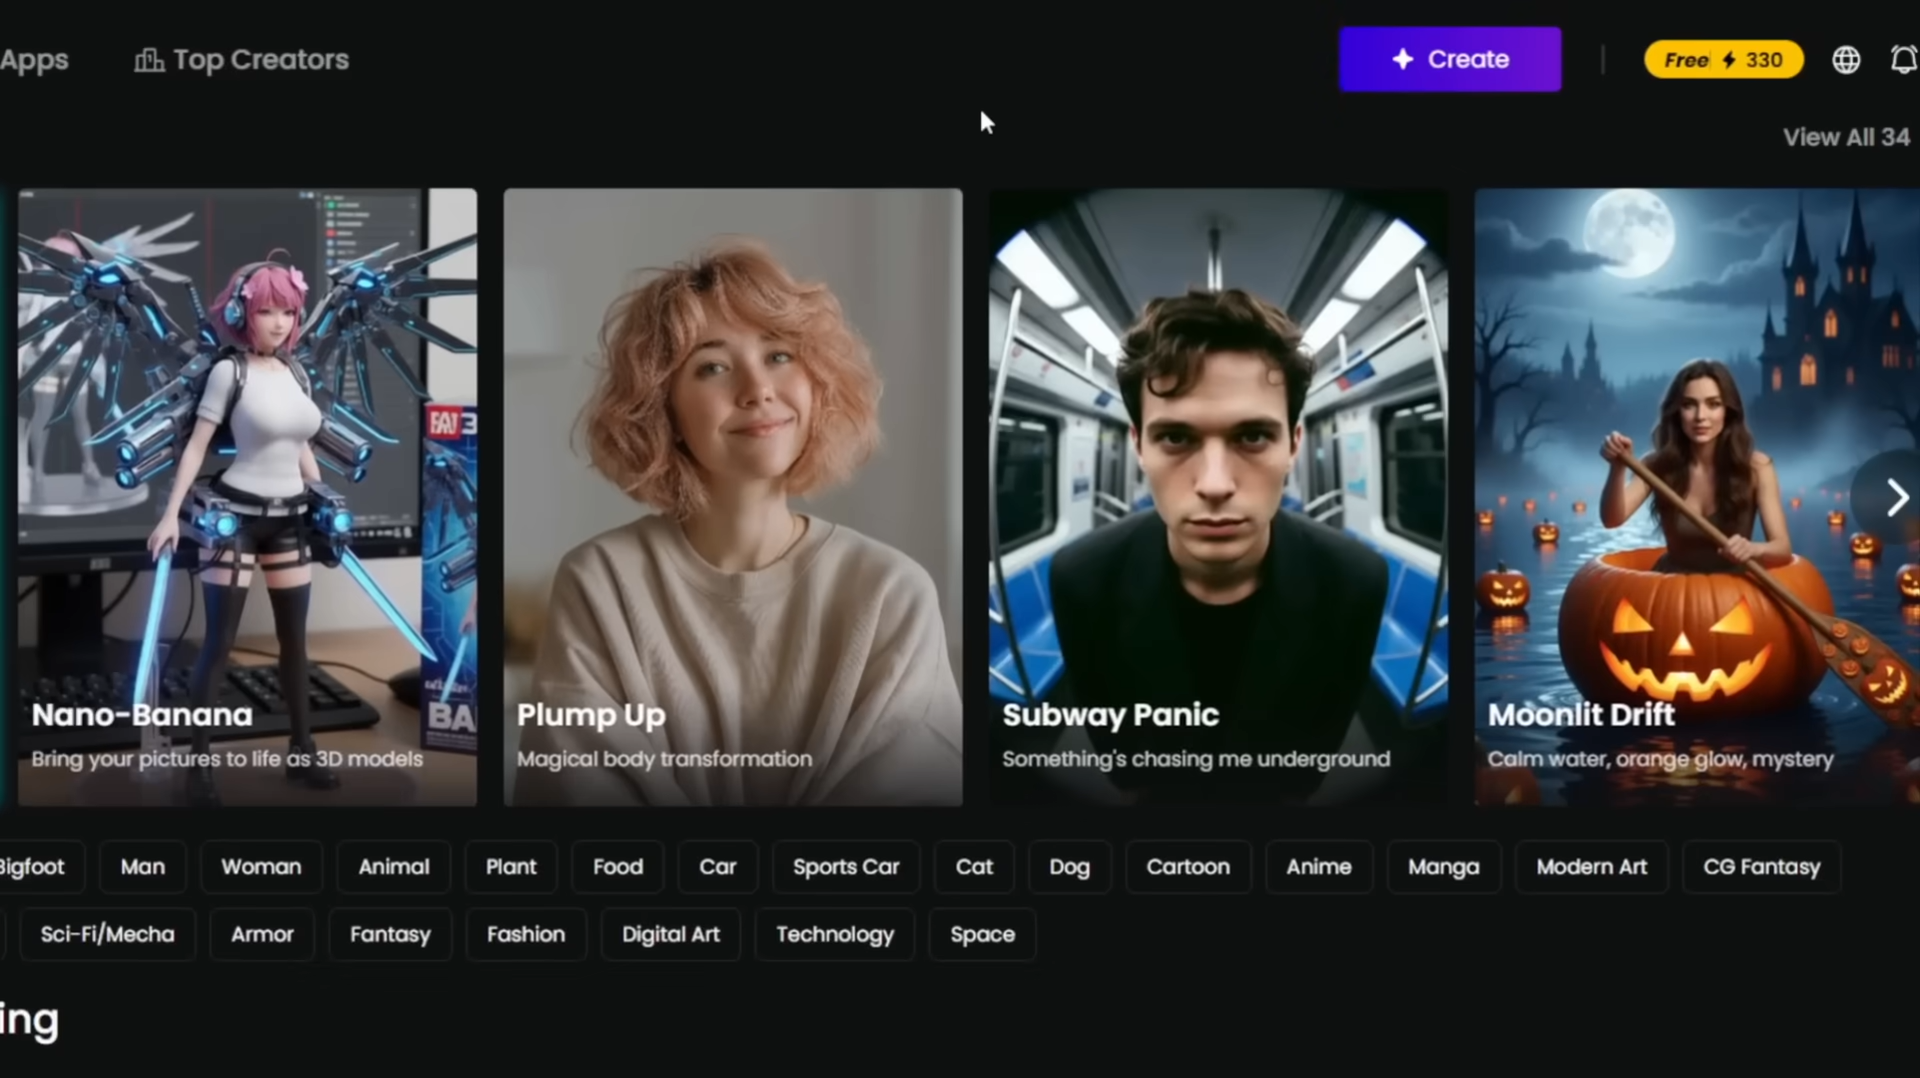 Apps
Top Creators
Create
Free
330
View All 34
FAI3
BA
Nano-Banana
Bring your pictures to life as 3D models
Plump Up
Magical body transformation
Subway Panic
Something's chasing me underground
Moonlit Drift
Calm water, orange glow, mystery
Bigfoot
Man
Woman
Animal
Plant
Food
Car
Sports Car
Cat
Dog
Cartoon
Anime
Manga
Modern Art
CG Fantasy
Sci-Fi/Mecha
Armor
Fantasy
Fashion
Digital Art
Technology
Space
ing